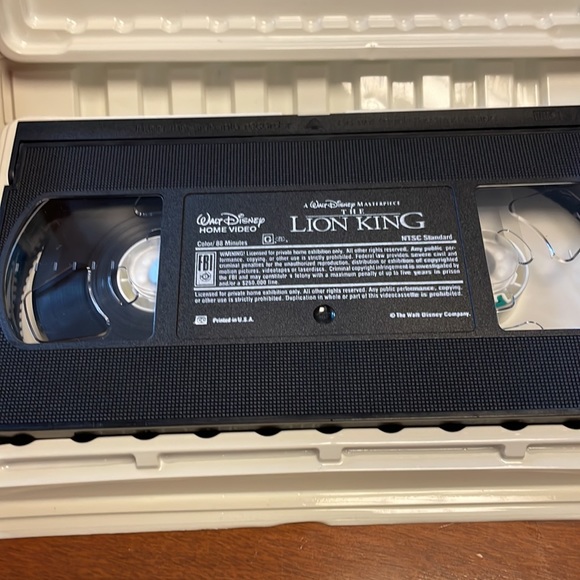 WALT DISNEY
HOME VIDEO
A WALT DISNEY MASTERPIECE
THE
LION KING
Color/ 88 Minutes
G
NTSC Standard
FBI
WARNING! Licensed for private home exhibition only. All other rights reserved. Any public per-
formance, copying, or other use is strictly prohibited. Federal law provides severe civil and
criminal penalties for the unauthorized reproduction, distribution or exhibition of copyrighted
motion pictures, videotapes or laserdiscs. Criminal copyright infringement is investigated by
the FBI and may constitute a felony with a maximum penalty of up to five years in prison
and/or a $250,000 fine.
Licensed for private home exhibition only. All other rights reserved. Any public performance, copying,
or other use is strictly prohibited. Duplication in whole or part of this videocassette is prohibited.
Printed in U.S.A.
© The Walt Disney Company.